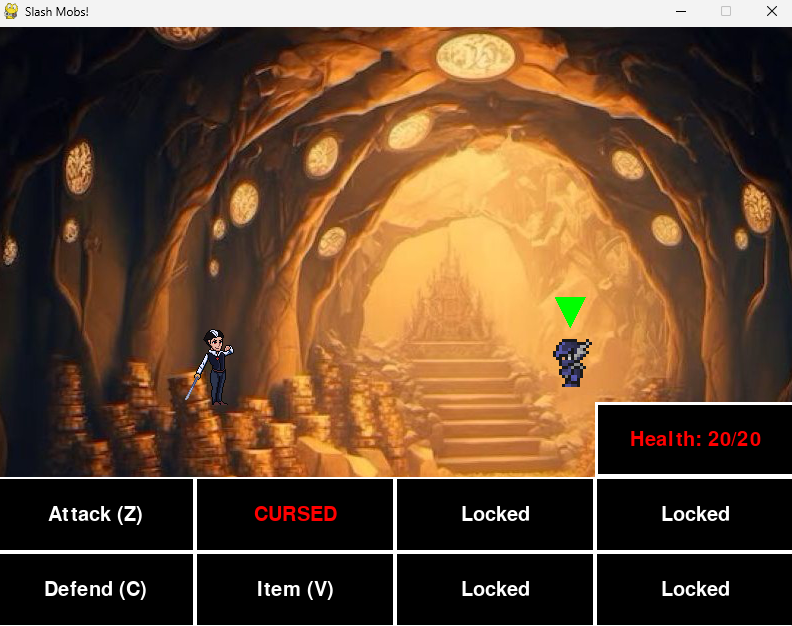 Slash Mobs!
Health: 20/20
Attack (Z)
CURSED
Locked
Locked
Defend (C)
Item (V)
Locked
Locked